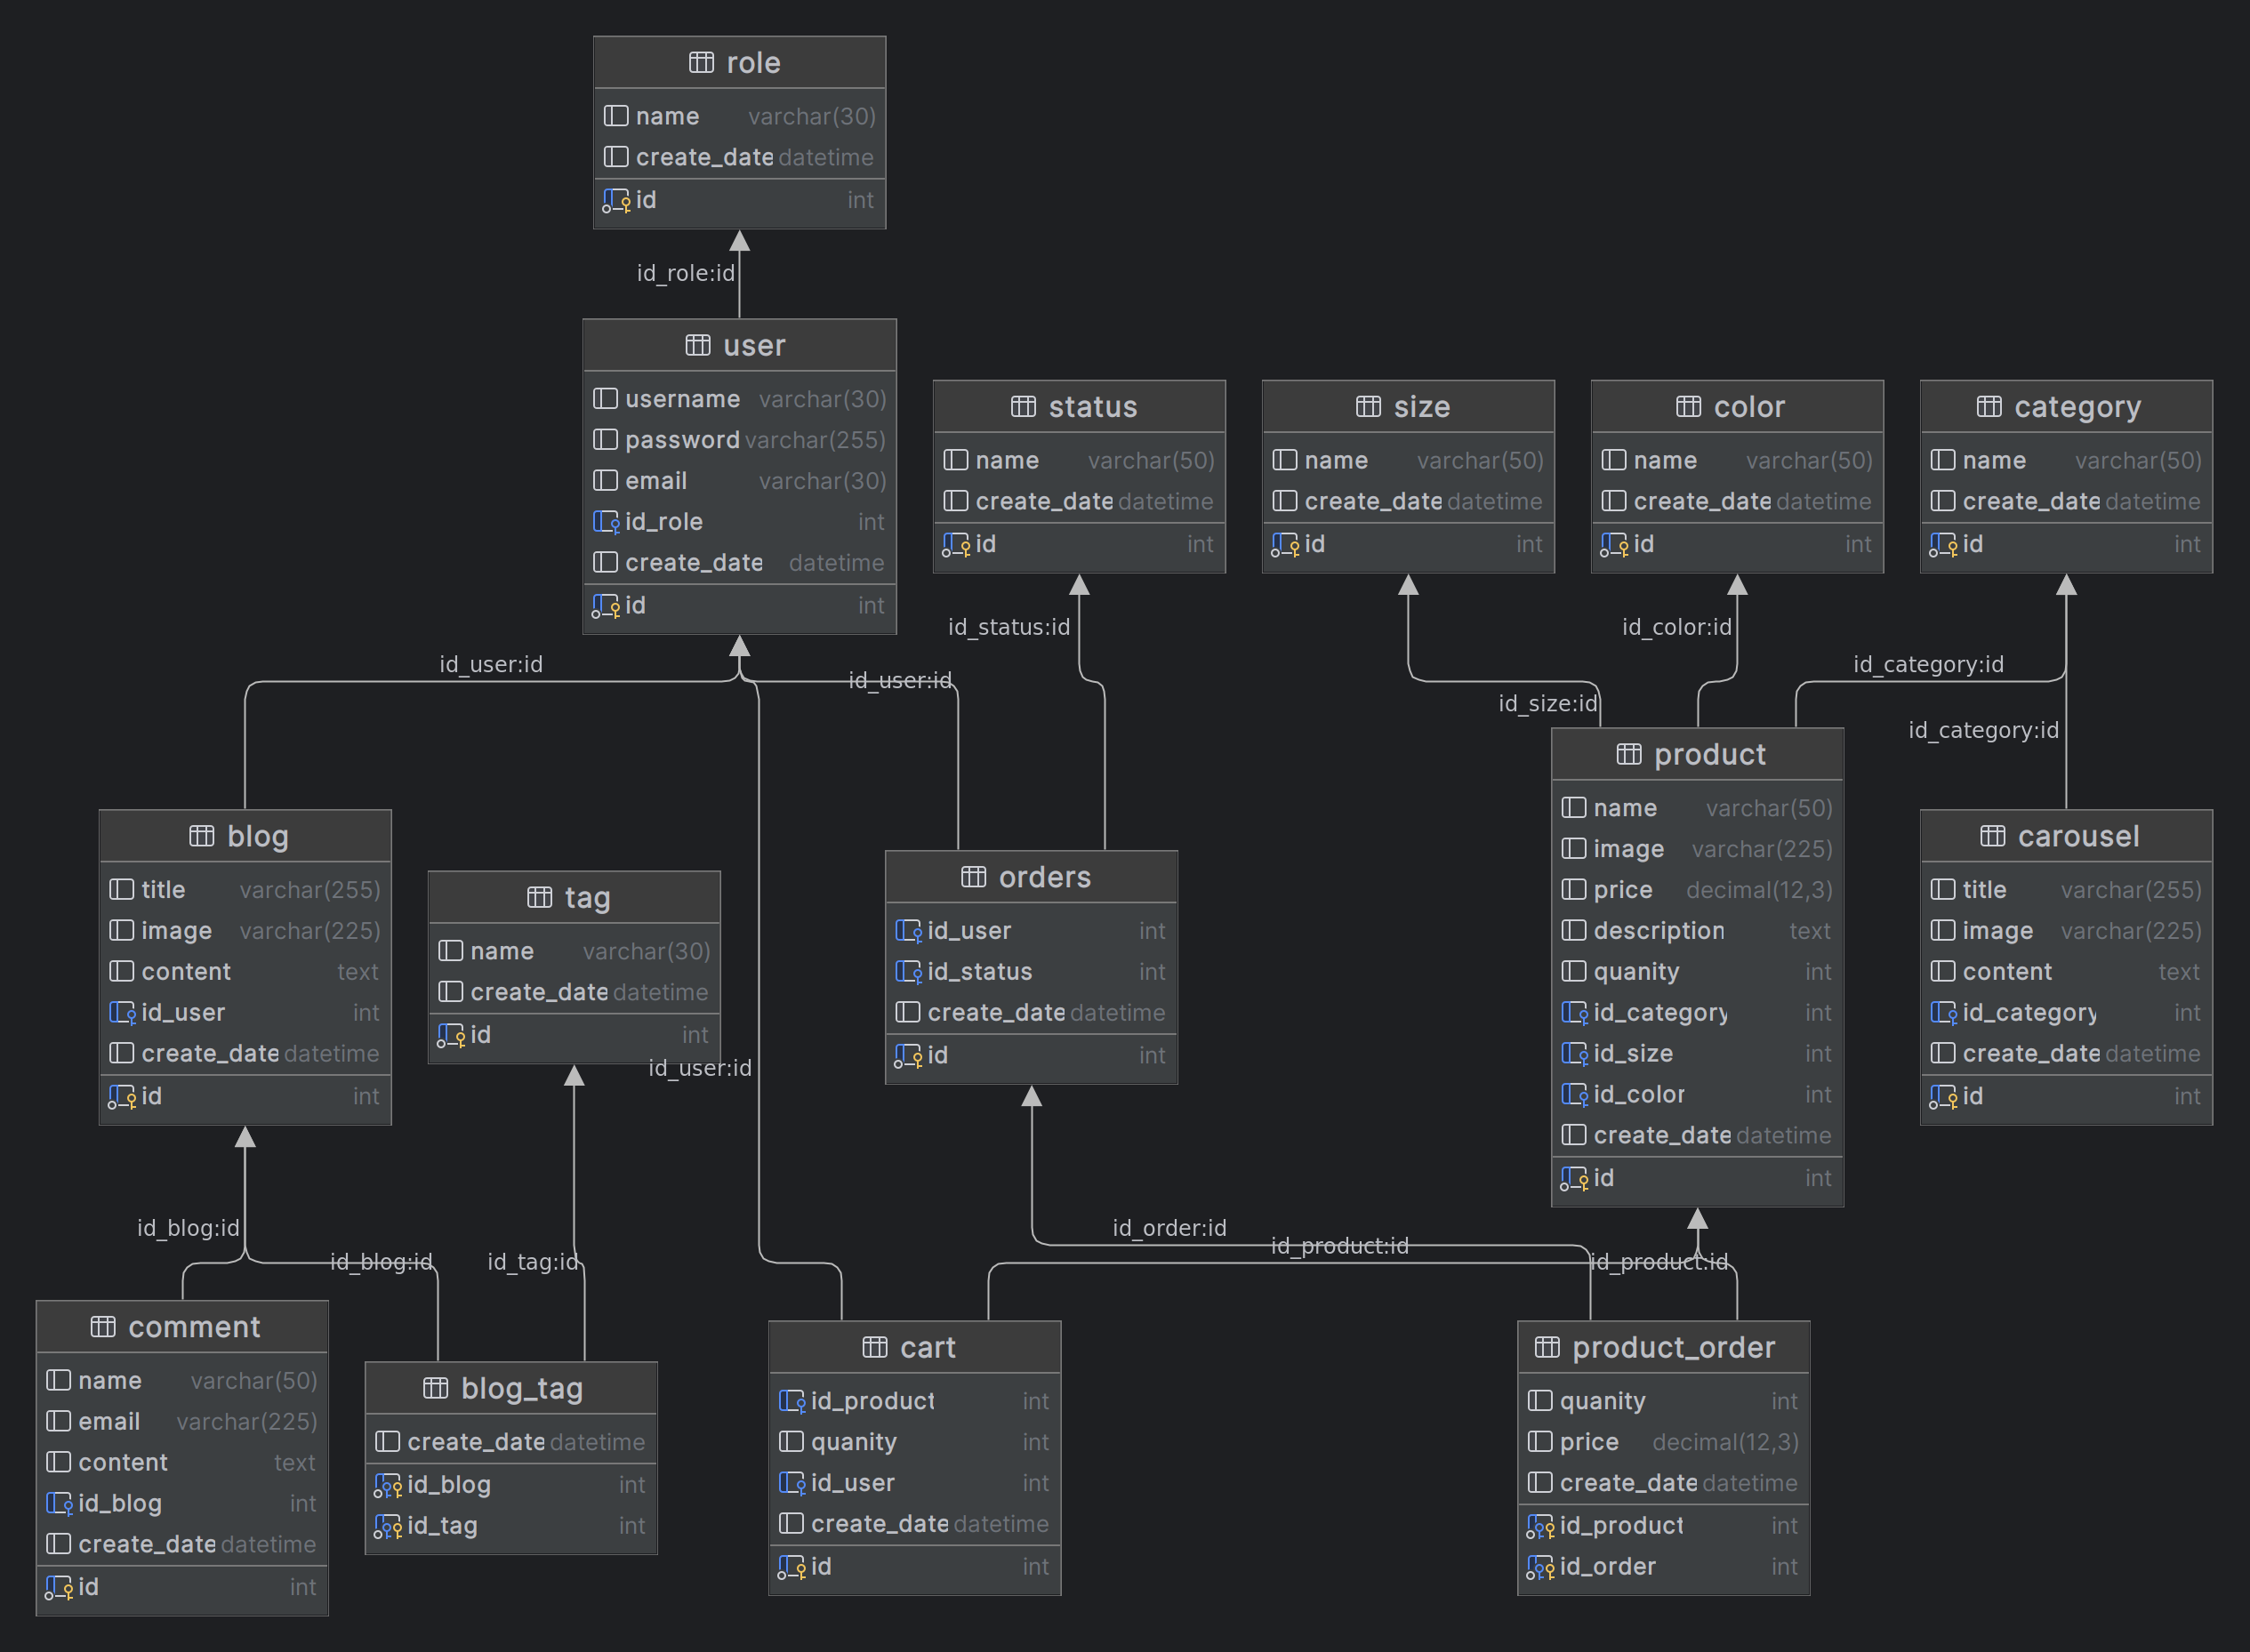 role
name varchar(30)
create_date datetime
id int
id_role:id
user
username varchar(30)
password varchar(255)
email varchar(30)
id_role int
create_date datetime
id int
status
name varchar(50)
create_date datetime
id int
size
name varchar(50)
create_date datetime
id int
color
name varchar(50)
create_date datetime
id int
category
name varchar(50)
create_date datetime
id int
id_user:id
id_user:id
id_status:id
id_size:id
id_color:id
id_category:id
id_category:id
blog
title varchar(255)
image varchar(225)
content text
id_user int
create_date datetime
id int
tag
name varchar(30)
create_date datetime
id int
id_user:id
orders
id_user int
id_status int
create_date datetime
id int
product
name varchar(50)
image varchar(225)
price decimal(12,3)
description text
quanity int
id_category int
id_size int
id_color int
create_date datetime
id int
carousel
title varchar(255)
image varchar(225)
content text
id_category int
create_date datetime
id int
id_blog:id
id_blog:id
id_tag:id
id_order:id
id_product:id
id_product:id
comment
name varchar(50)
email varchar(225)
content text
id_blog int
create_date datetime
id int
blog_tag
create_date datetime
id_blog int
id_tag int
cart
id_product int
quanity int
id_user int
create_date datetime
id int
product_order
quanity int
price decimal(12,3)
create_date datetime
id_product int
id_order int